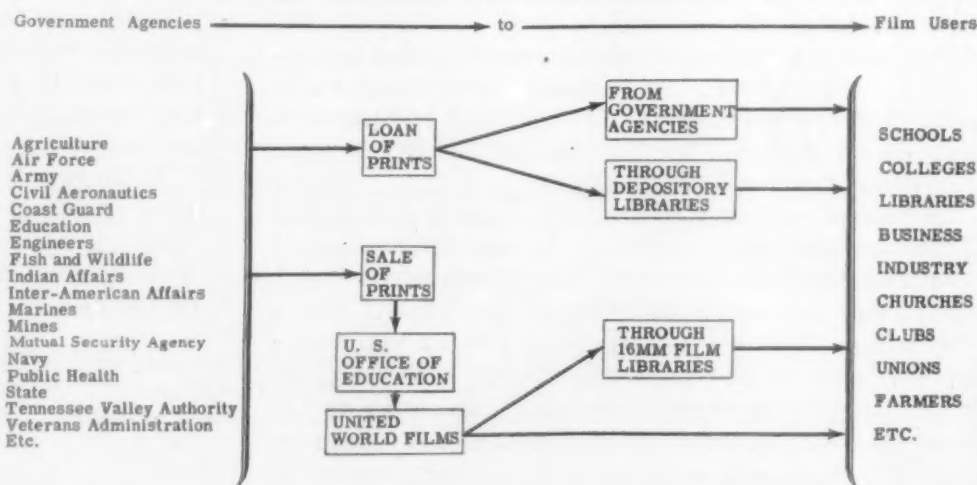 Government Agencies to Film Users
Agriculture
Air Force
Army
Civil Aeronautics
Coast Guard
Education
Engineers
Fish and Wildlife
Indian Affairs
Inter-American Affairs
Marines
Mines
Mutual Security Agency
Navy
Public Health
State
Tennessee Valley Authority
Veterans Administration
Etc.
LOAN
OF
PRINTS
SALE
OF
PRINTS
U. S.
OFFICE OF
EDUCATION
UNITED
WORLD FILMS
FROM
GOVERNMENT
AGENCIES
THROUGH
DEPOSITORY
LIBRARIES
THROUGH
16MM FILM
LIBRARIES
SCHOOLS
COLLEGES
LIBRARIES
BUSINESS
INDUSTRY
CHURCHES
CLUBS
UNIONS
FARMERS
ETC.